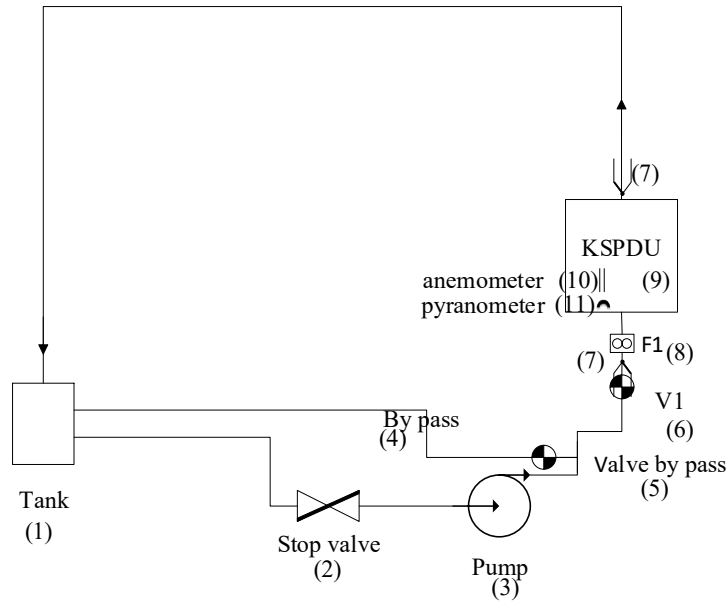 (7)
KSPDU
anemometer (10) (9)
pyranometer (11)
F1 (8)
(7)
V1
(6)
By pass
(4)
Valve by pass
(5)
Tank
(1)
Stop valve
(2)
Pump
(3)